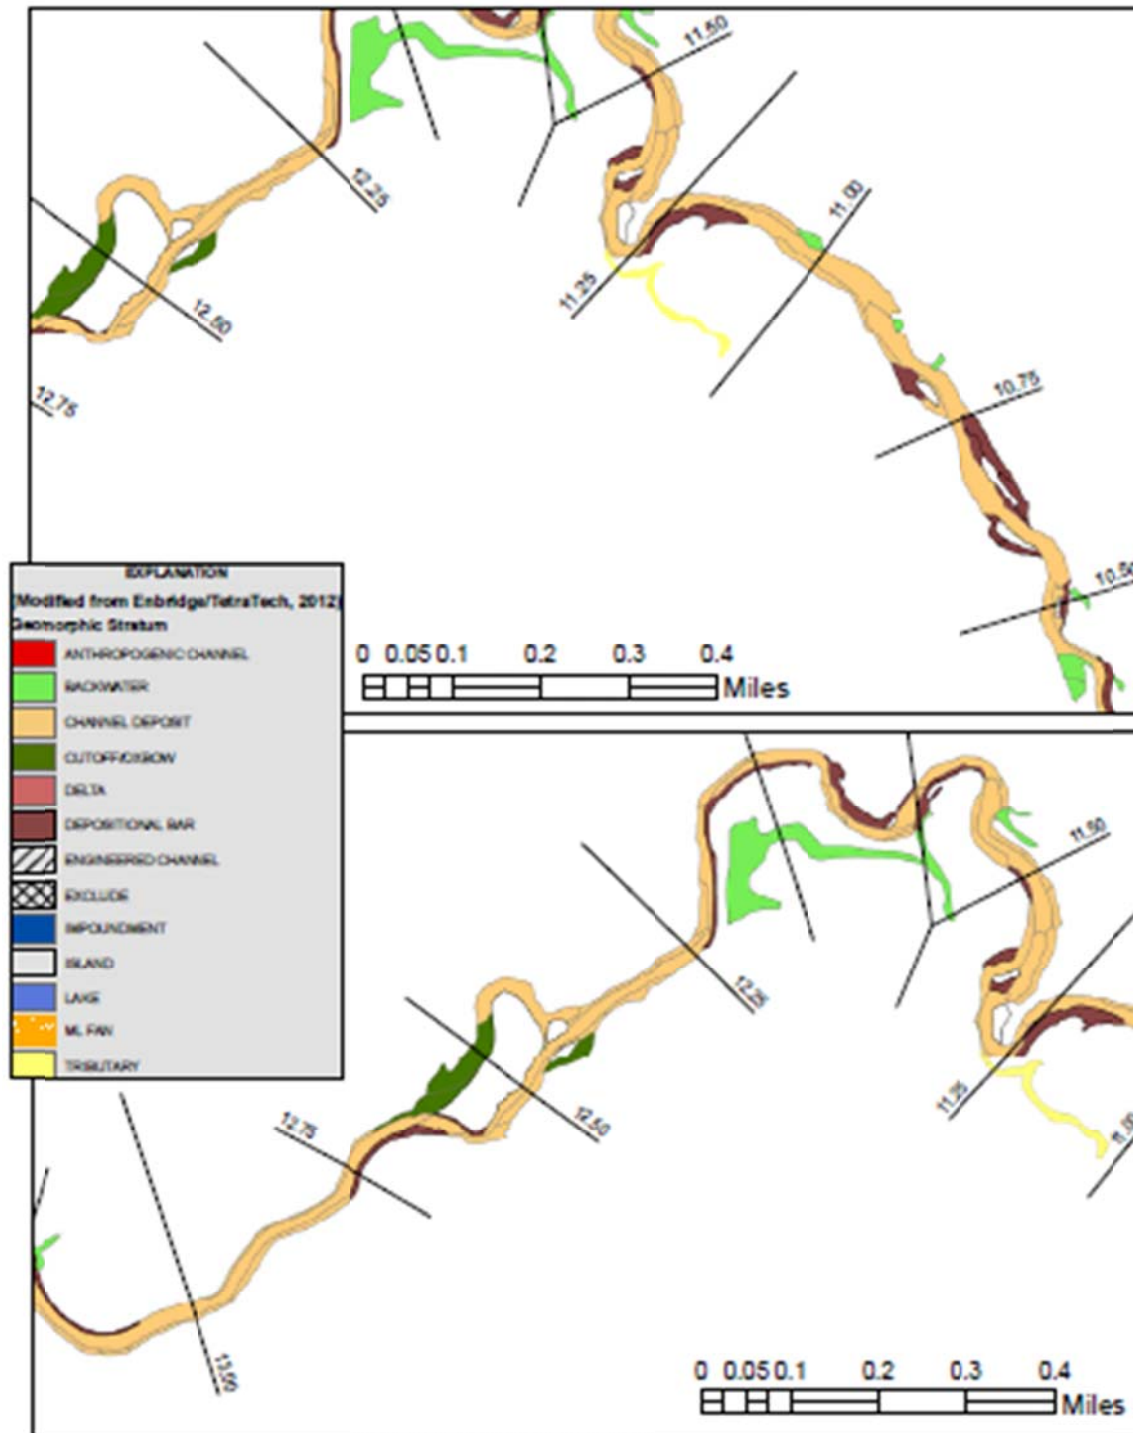 11.50
12.25
11.00
11.25
12.50
12.75
10.75
10.50
EXPLANATION
(Modified from Enbridge/TetraTech, 2012)
Geomorphic Stratum
ANTHROPOGENIC CHANNEL
BACKWATER
CHANNEL DEPOSIT
CUTOFF/OXBOW
DELTA
DEPOSITIONAL BAR
ENGINEERED CHANNEL
EXCLUDE
IMPOUNDMENT
ISLAND
LAKE
ML FAN
TRIBUTARY
0 0.05 0.1 0.2 0.3 0.4
Miles
11.50
12.25
11.25
11.00
12.50
12.75
13.00
0 0.05 0.1 0.2 0.3 0.4
Miles